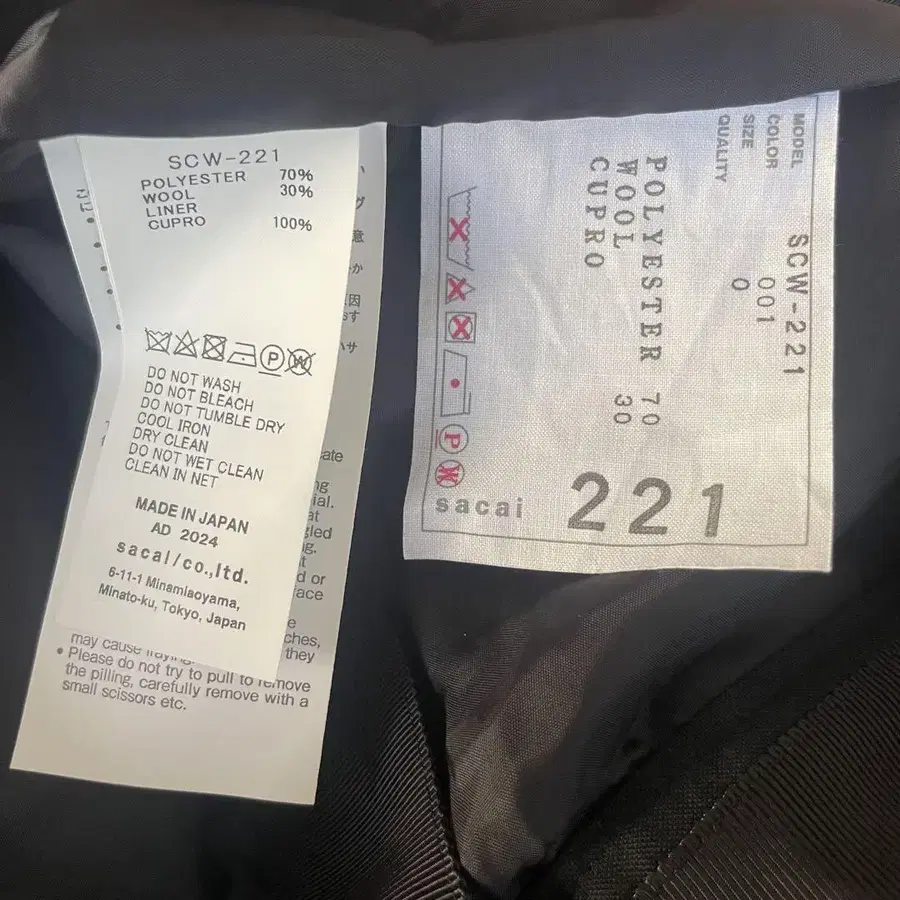 SCW-221
POLYESTER 70%
WOOL 30%
LINER
CUPRO 100%
P
W
DO NOT WASH
DO NOT BLEACH
DO NOT TUMBLE DRY
COOL IRON
DRY CLEAN
DO NOT WET CLEAN
CLEAN IN NET
MADE IN JAPAN
AD 2024
sacai/co.,ltd.
6-11-1 Minamiaoyama,
Minato-ku, Tokyo, Japan
may cause
they
• Please do not try to pull to remove
the pilling, carefully remove with a
small scissors etc.
MODEL SCW-221
COLOR 001
SIZE 0
QUALITY
POLYESTER 70
WOOL 30
CUPRO
P
W
sacai
221